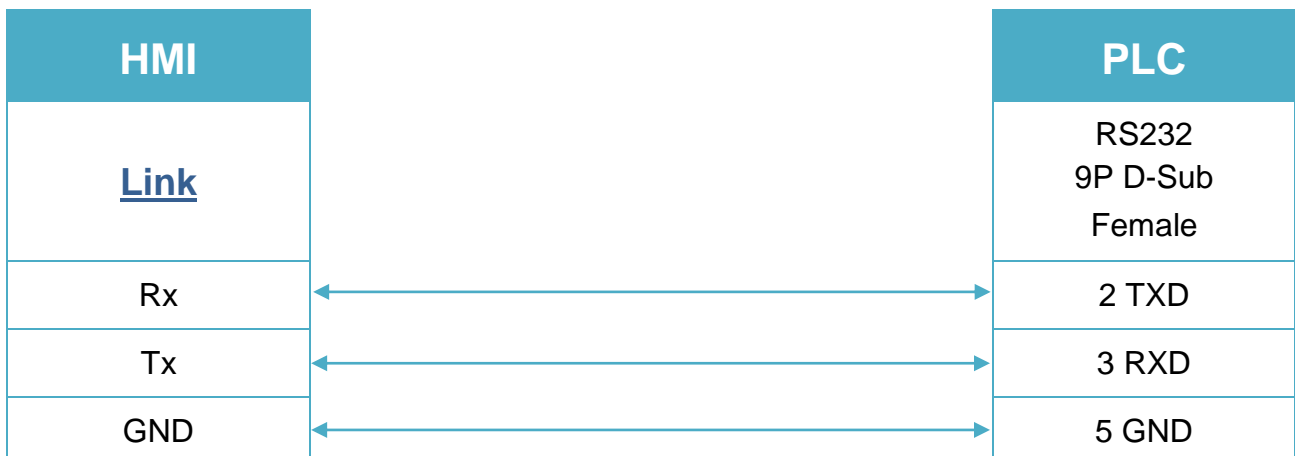 HMI
PLC
Link
RS232
9P D-Sub
Female
Rx
2 TXD
Tx
3 RXD
GND
5 GND